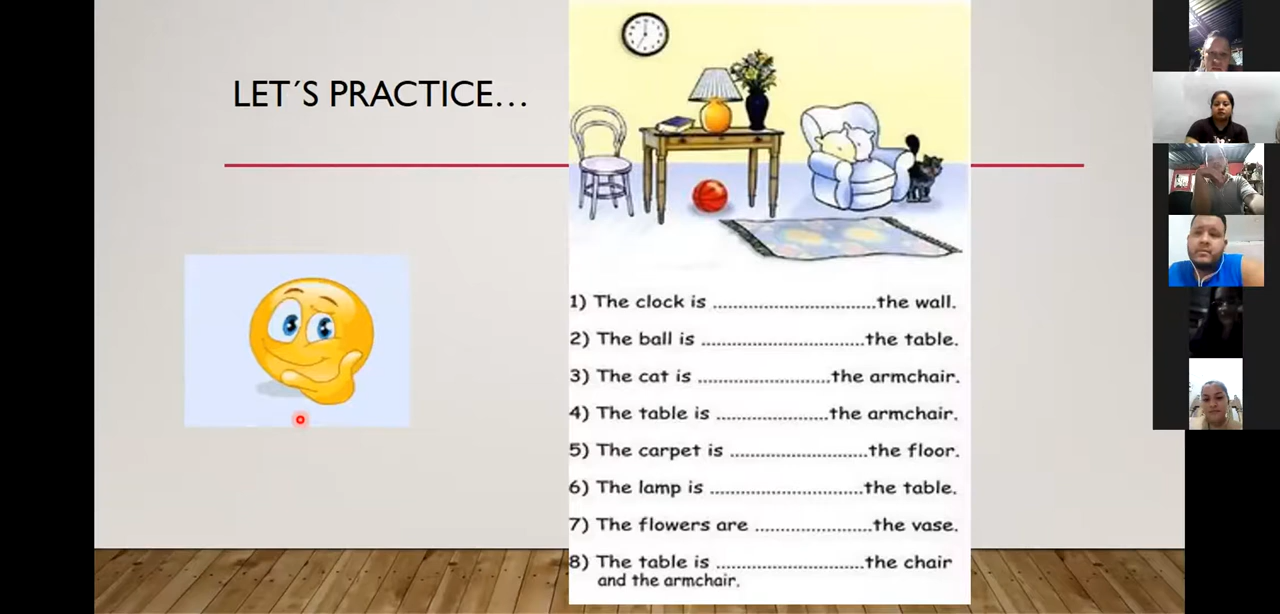 LET´S PRACTICE...
1) The clock is ................................the wall.
2) The ball is ................................the table.
3) The cat is ..........................the armchair.
4) The table is ......................the armchair.
5) The carpet is ...........................the floor.
6) The lamp is ..............................the table.
7) The flowers are .......................the vase.
8) The table is .............................the chair
and the armchair.